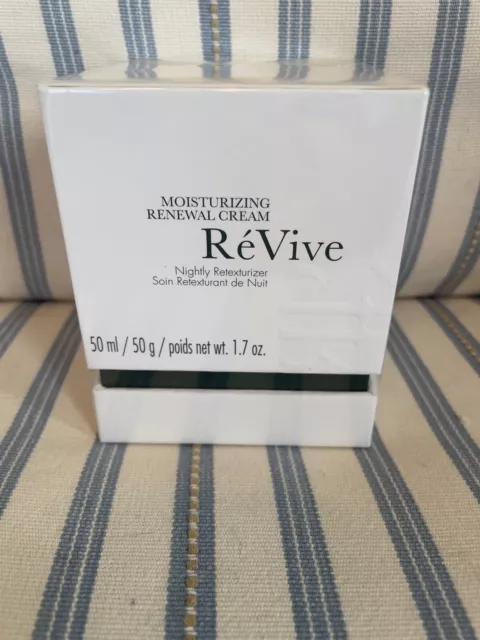 MOISTURIZING
RENEWAL CREAM
RéVive
Nightly Retexturizer
Soin Retexturant de Nuit
50 ml / 50 g / poids net wt. 1.7 oz.